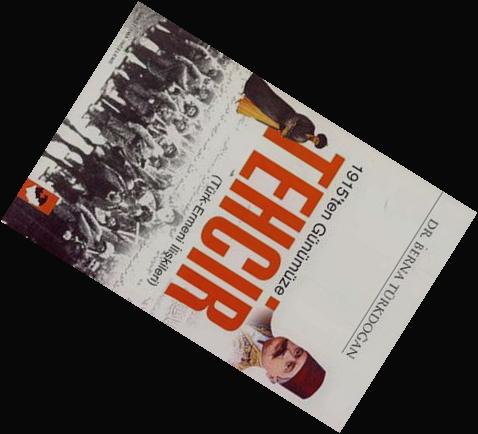 DR. BERNA TÜRKDOĞAN
1915'ten Günümüze
TEHCİR
(Türk-Ermeni İlişkileri)